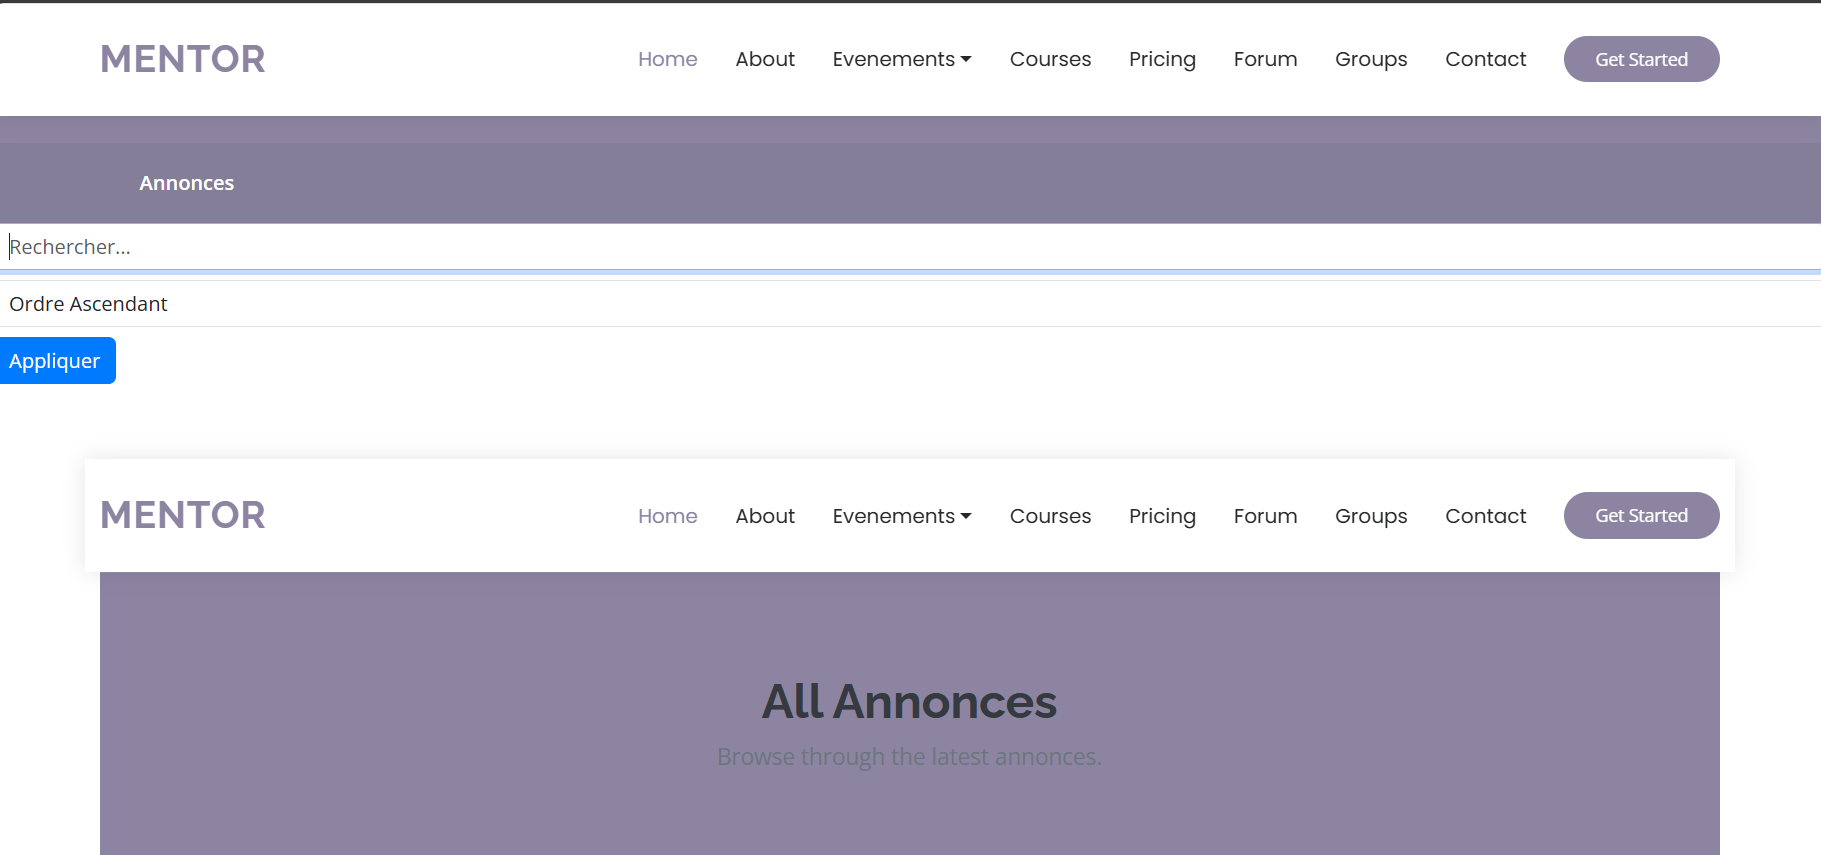 MENTOR Home About Evenements Courses Pricing Forum Groups Contact Get Started
Annonces
Rechercher...
Ordre Ascendant
Appliquer
MENTOR Home About Evenements Courses Pricing Forum Groups Contact Get Started
All Annonces
Browse through the latest annonces.